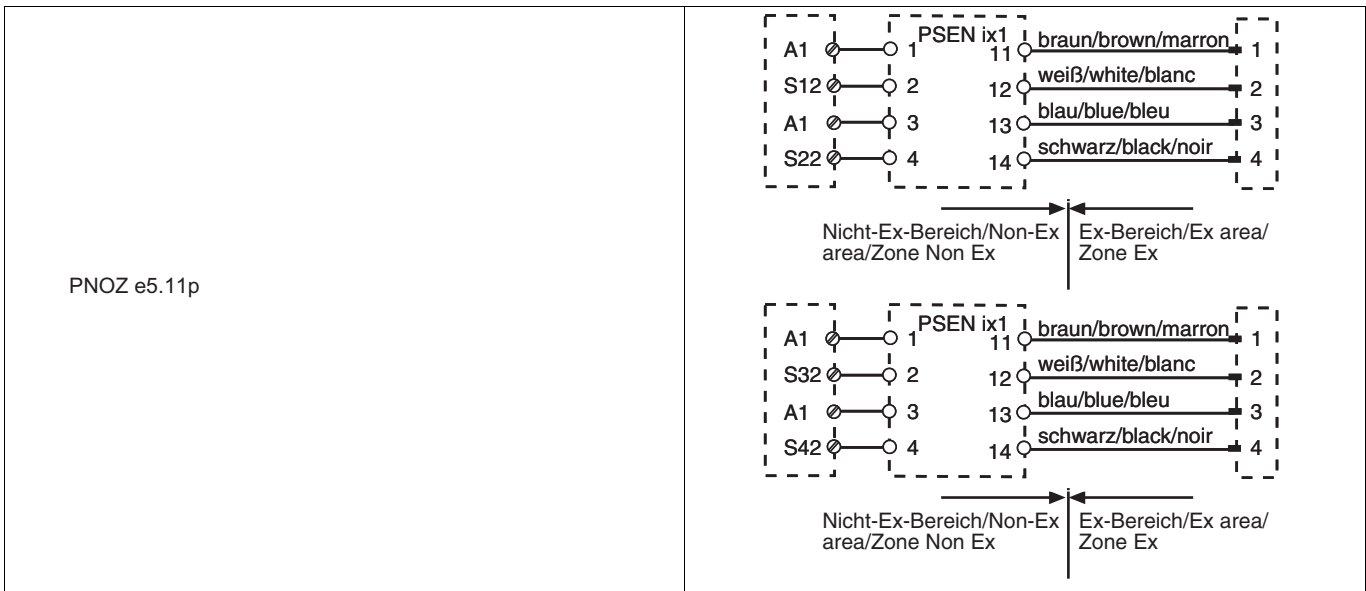 PNOZ e5.11p
PSEN ix1
A1 1 11 braun/brown/marron 1
S12 2 12 weiß/white/blanc 2
A1 3 13 blau/blue/bleu 3
S22 4 14 schwarz/black/noir 4
Nicht-Ex-Bereich/Non-Ex
area/Zone Non Ex
Ex-Bereich/Ex area/
Zone Ex
PSEN ix1
A1 1 11 braun/brown/marron 1
S32 2 12 weiß/white/blanc 2
A1 3 13 blau/blue/bleu 3
S42 4 14 schwarz/black/noir 4
Nicht-Ex-Bereich/Non-Ex
area/Zone Non Ex
Ex-Bereich/Ex area/
Zone Ex